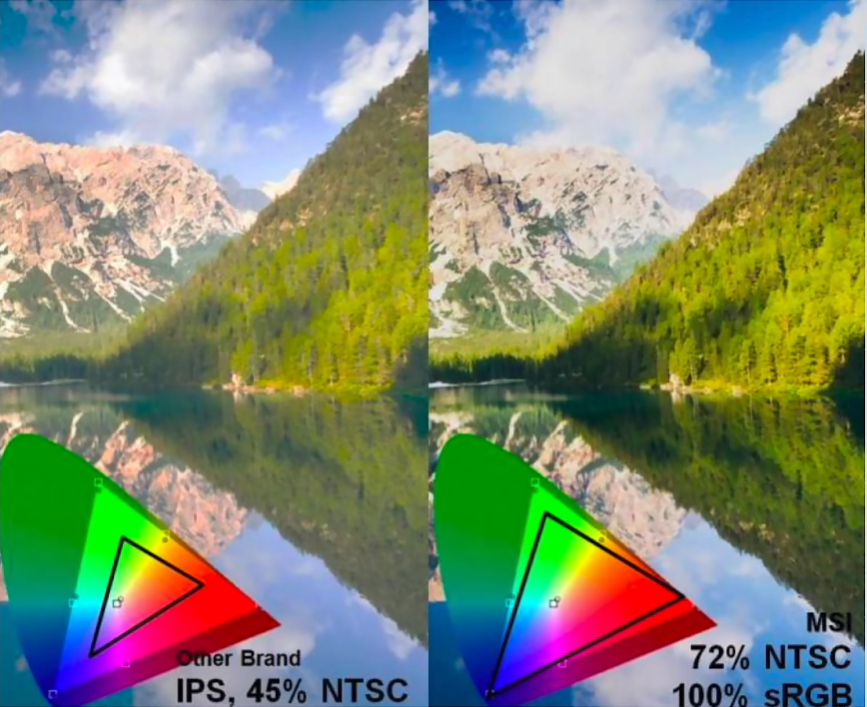 Other Brand
IPS, 45% NTSC
MSI
72% NTSC
100% sRGB